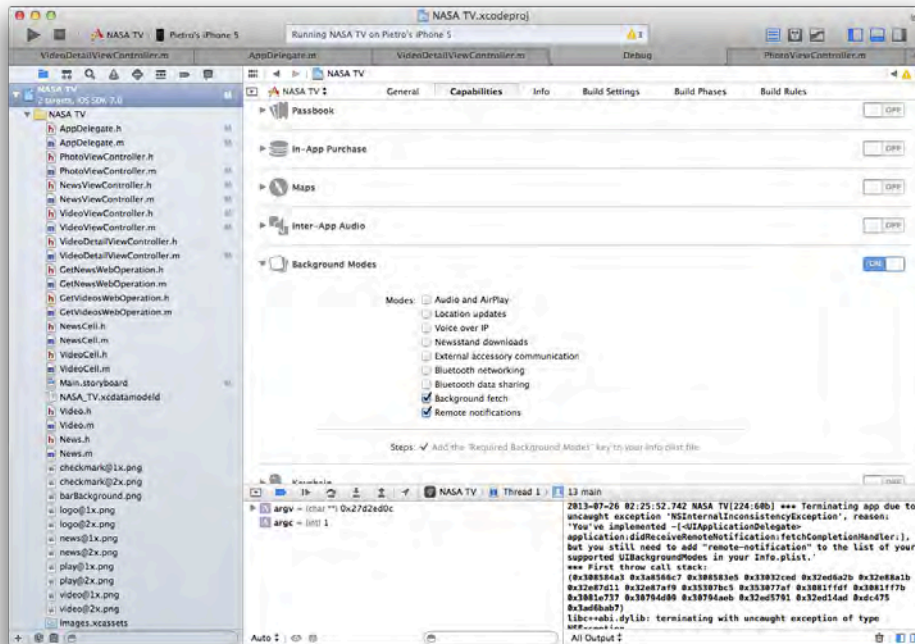 NASA TV.xcodeproj
NASA TV
Pietro's iPhone 5
Running NASA TV on Pietro's iPhone 5
VideoDetailViewController.m
AppDelegate.m
VideoDetailViewController.m
Debug
PhotoViewController.m
NASA TV
NASA TV
2 targets, iOS SDK 7.0
M
NASA TV
General
Capabilities
Info
Build Settings
Build Phases
Build Rules
NASA TV
AppDelegate.h
M
AppDelegate.m
M
PhotoViewController.h
PhotoViewController.m
M
NewsViewController.h
M
NewsViewController.m
M
VideoViewController.h
M
VideoViewController.m
M
VideoDetailViewController.h
VideoDetailViewController.m
M
GetNewsWebOperation.h
GetNewsWebOperation.m
GetVideosWebOperation.h
GetVideosWebOperation.m
NewsCell.h
NewsCell.m
VideoCell.h
VideoCell.m
Main.storyboard
M
NASA_TV.xcdatamodeld
Video.h
Video.m
News.h
News.m
checkmark@1x.png
checkmark@2x.png
barBackground.png
logo@1x.png
logo@2x.png
news@1x.png
news@2x.png
play@1x.png
play@2x.png
video@1x.png
video@2x.png
Images.xcassets
Passbook
OFF
In-App Purchase
OFF
Maps
OFF
Inter-App Audio
OFF
Background Modes
ON
Modes:
Audio and AirPlay
Location updates
Voice over IP
Newsstand downloads
External accessory communication
Bluetooth networking
Bluetooth data sharing
Background fetch
Remote notifications
Steps: ✓ Add the "Required Background Modes" key to your info plist file
NASA TV
Thread 1
13 main
argv = (char **) 0x27d2ed0c
argc = (int) 1
2013-07-26 02:25:52.742 NASA TV[224:60b] *** Terminating app due to
uncaught exception 'NSInternalInconsistencyException', reason:
'You've implemented -[<UIApplicationDelegate>
application:didReceiveRemoteNotification:fetchCompletionHandler:],
but you still need to add "remote-notification" to the list of your
supported UIBackgroundModes in your Info.plist.'
*** First throw call stack:
libc++abi.dylib: terminating with uncaught exception of type
NSException
Auto
All Output